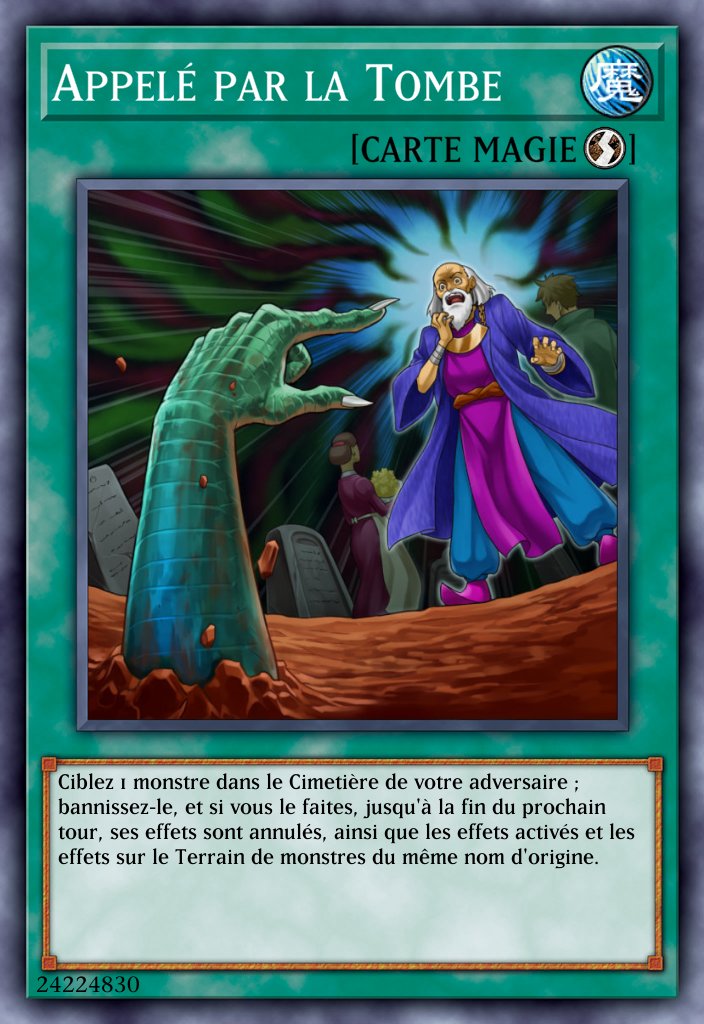 Appelé par la Tombe
魔
[CARTE MAGIE]
Ciblez 1 monstre dans le Cimetière de votre adversaire ;
bannissez-le, et si vous le faites, jusqu'à la fin du prochain
tour, ses effets sont annulés, ainsi que les effets activés et les
effets sur le Terrain de monstres du même nom d'origine.
24224830